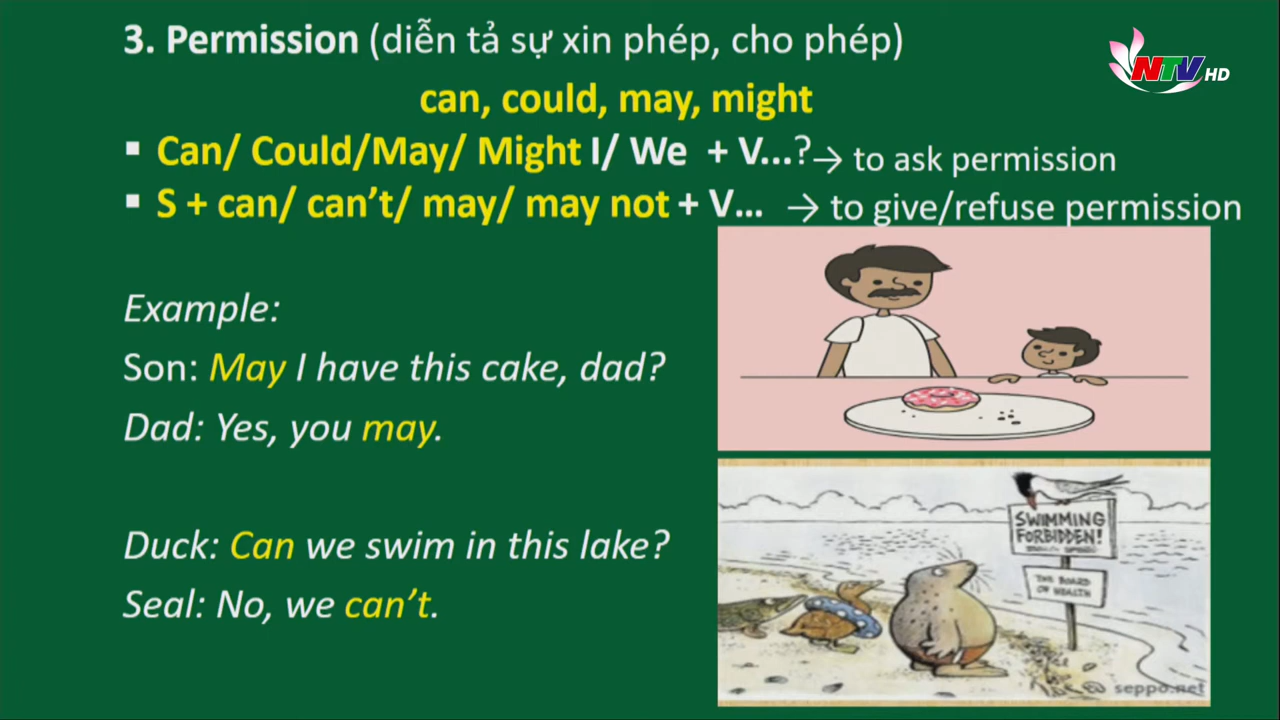 3. Permission (diễn tả sự xin phép, cho phép)
NTV HD
can, could, may, might
▪ Can/ Could/May/ Might I/ We + V...? → to ask permission
▪ S + can/ can't/ may/ may not + V... → to give/refuse permission
Example:
Son: May I have this cake, dad?
Dad: Yes, you may.
Duck: Can we swim in this lake?
Seal: No, we can't.
SWIMMING
FORBIDDEN!
THE BOARD
OF HEALTH
seppo.net